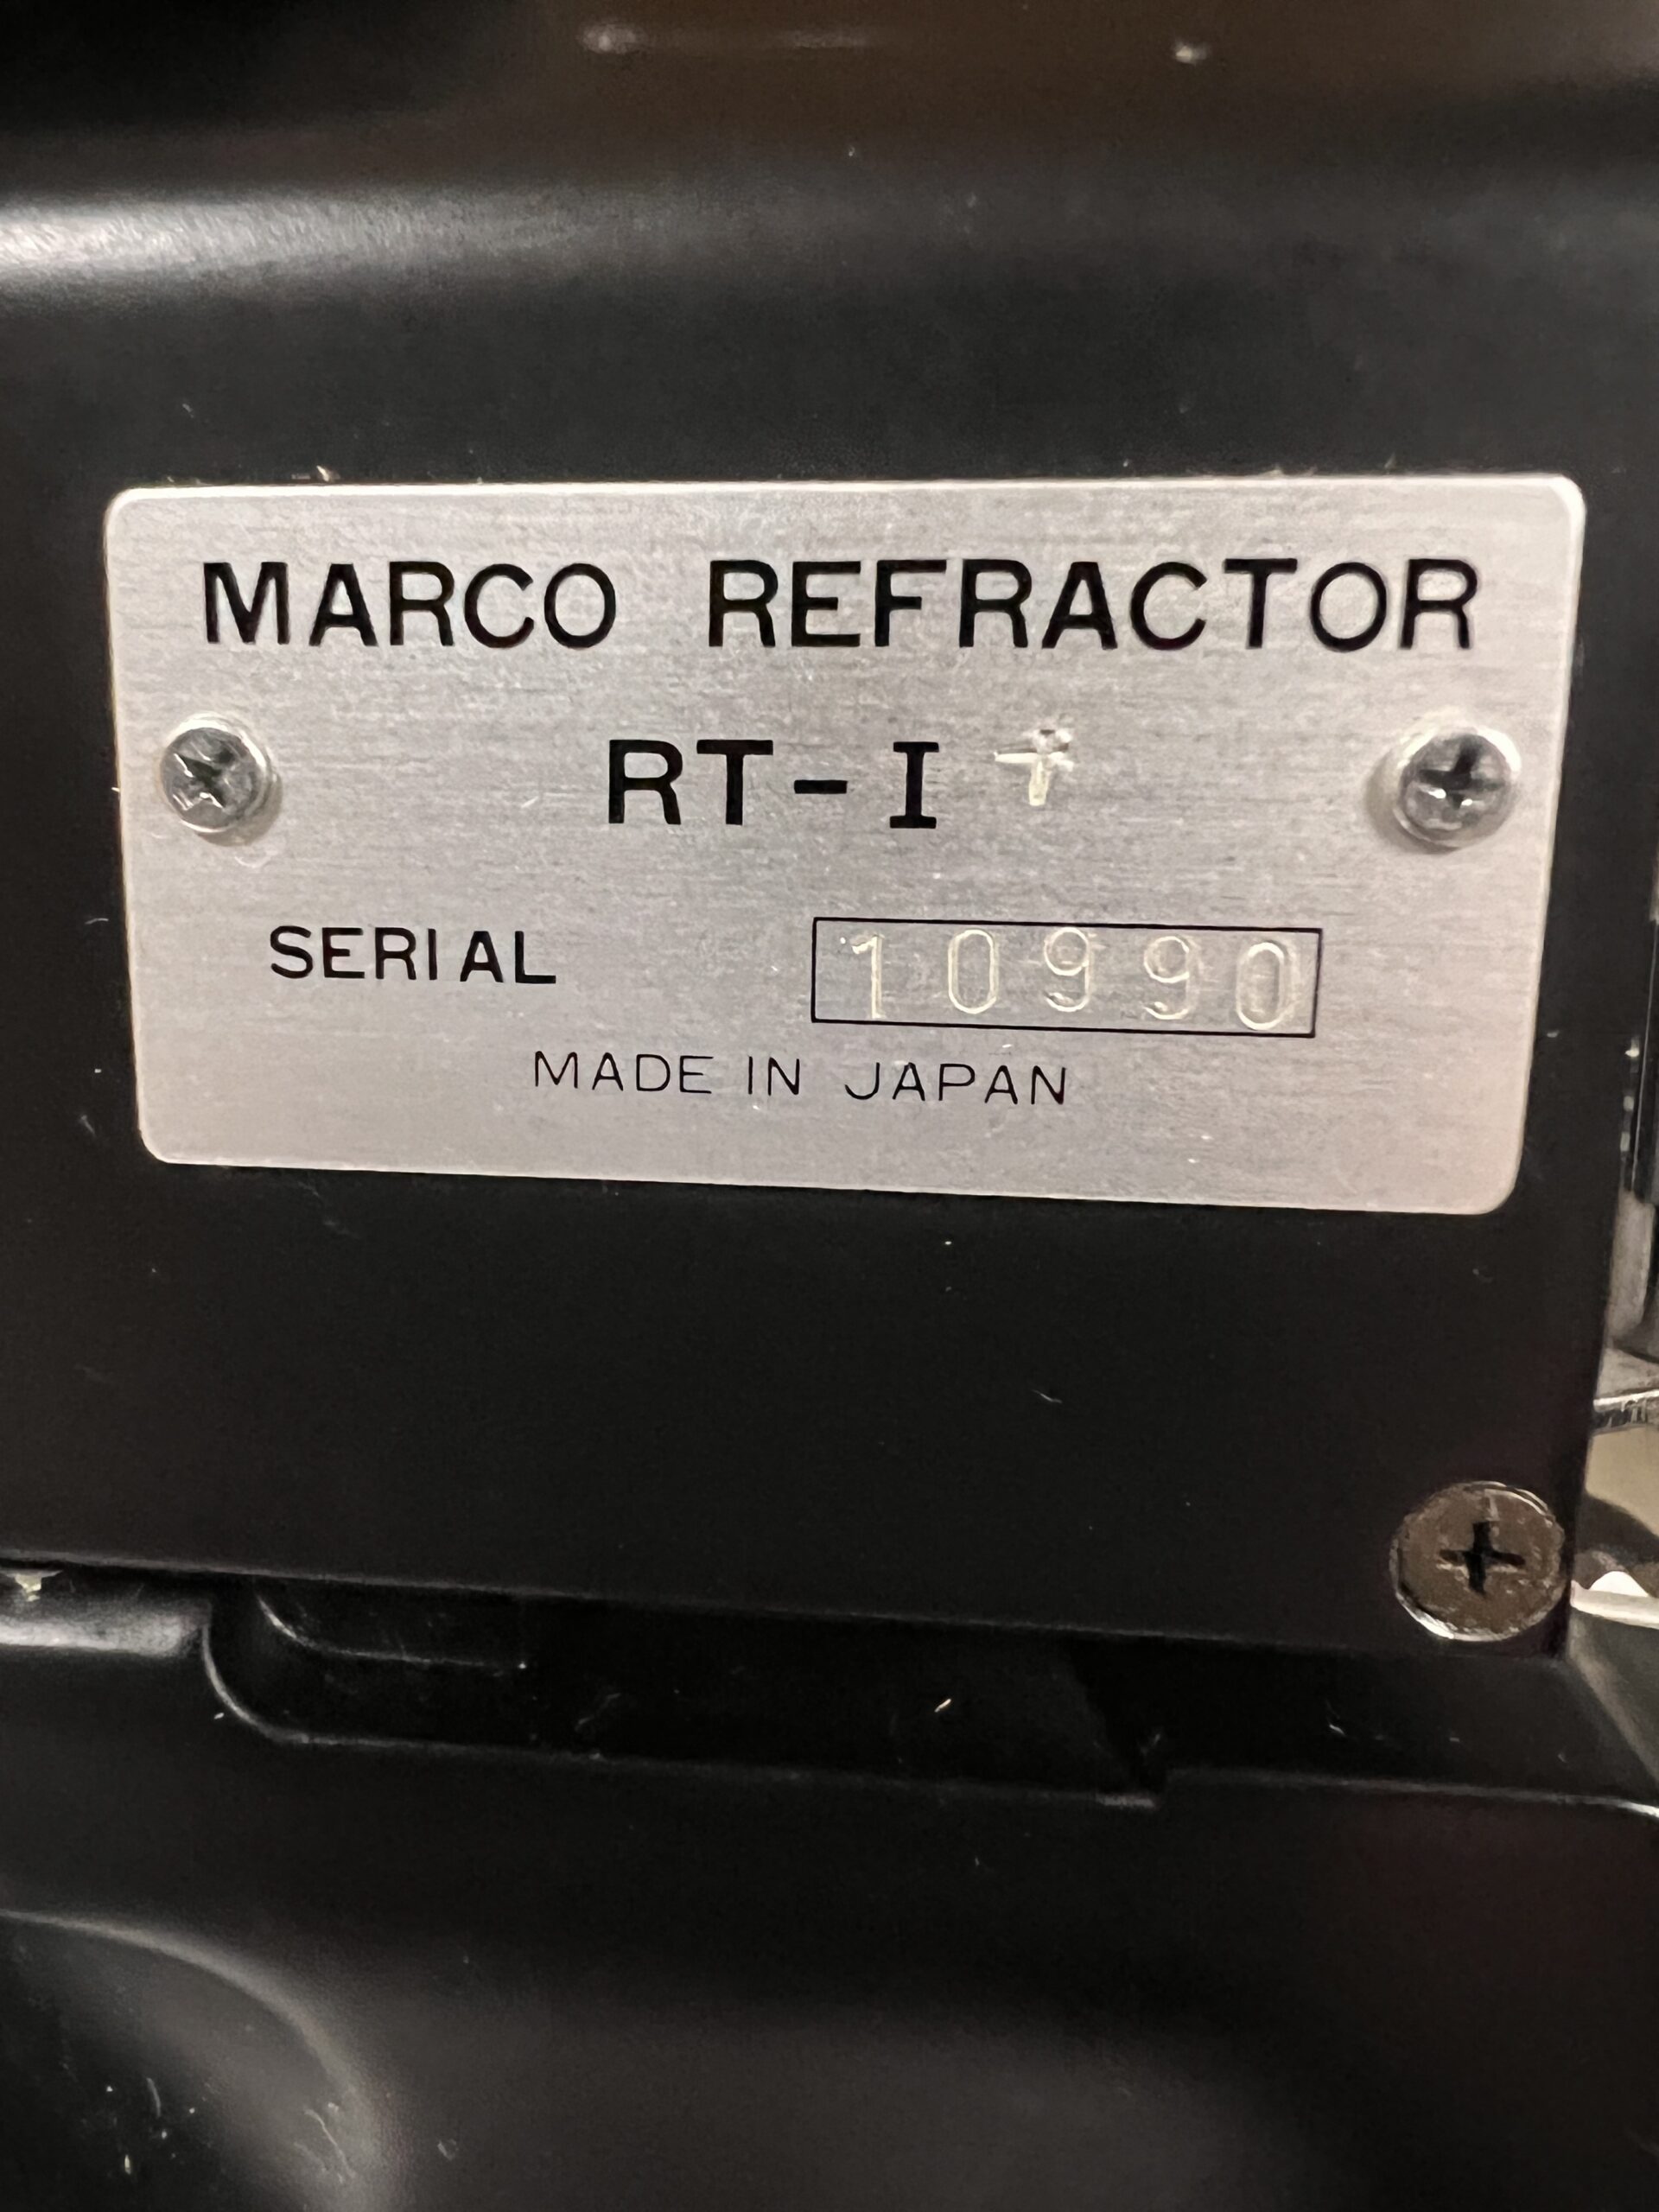 MARCO REFRACTOR
RT-I +
SERIAL 10990
MADE IN JAPAN